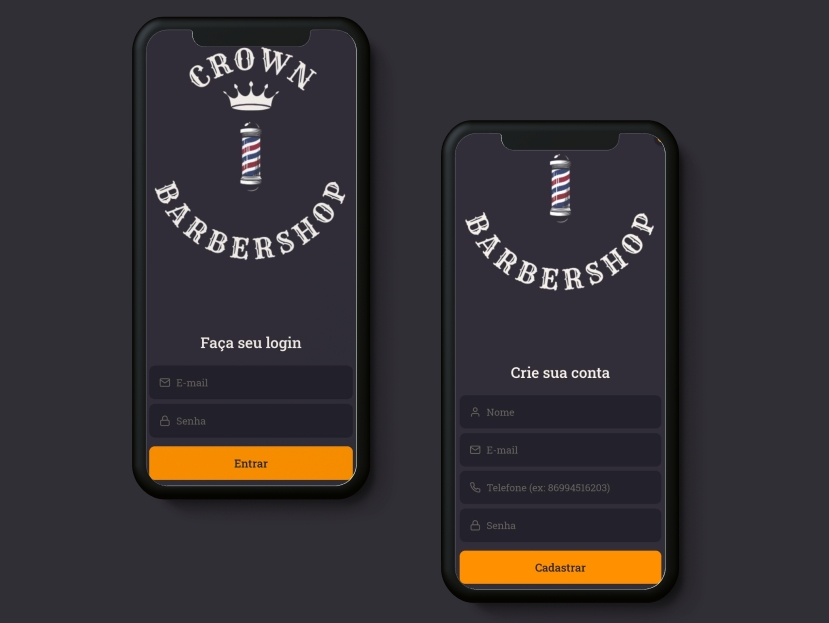 CROWN
BARBERSHOP
Faça seu login
E-mail
Senha
Entrar
BARBERSHOP
Crie sua conta
Nome
E-mail
Telefone (ex: 86994516203)
Senha
Cadastrar